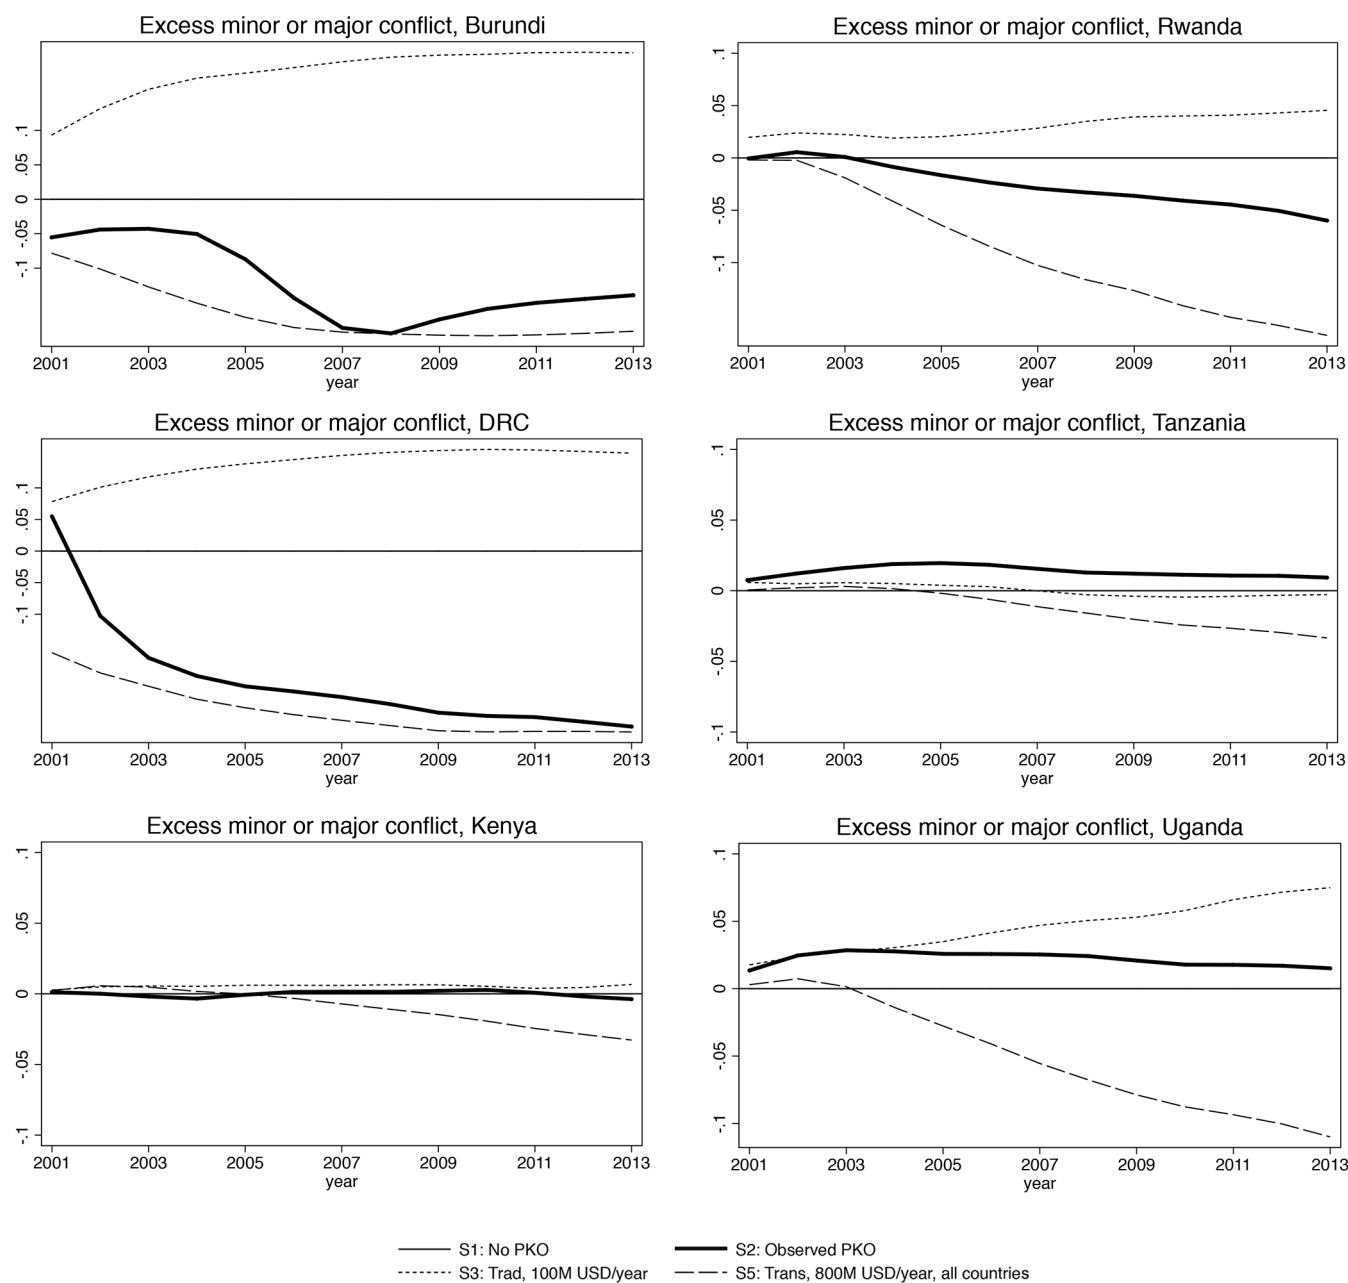 Excess minor or major conflict, Burundi
.1
.05
0
-.05
-.1
2001 2003 2005 2007 2009 2011 2013
year
Excess minor or major conflict, Rwanda
.1
.05
0
-.05
-.1
2001 2003 2005 2007 2009 2011 2013
year
Excess minor or major conflict, DRC
.1
.05
0
-.05
-.1
2001 2003 2005 2007 2009 2011 2013
year
Excess minor or major conflict, Tanzania
.1
.05
0
-.05
-.1
2001 2003 2005 2007 2009 2011 2013
year
Excess minor or major conflict, Kenya
.1
.05
0
-.05
-.1
2001 2003 2005 2007 2009 2011 2013
year
Excess minor or major conflict, Uganda
.1
.05
0
-.05
-.1
2001 2003 2005 2007 2009 2011 2013
year
S1: No PKO
S2: Observed PKO
S3: Trad, 100M USD/year
S5: Trans, 800M USD/year, all countries